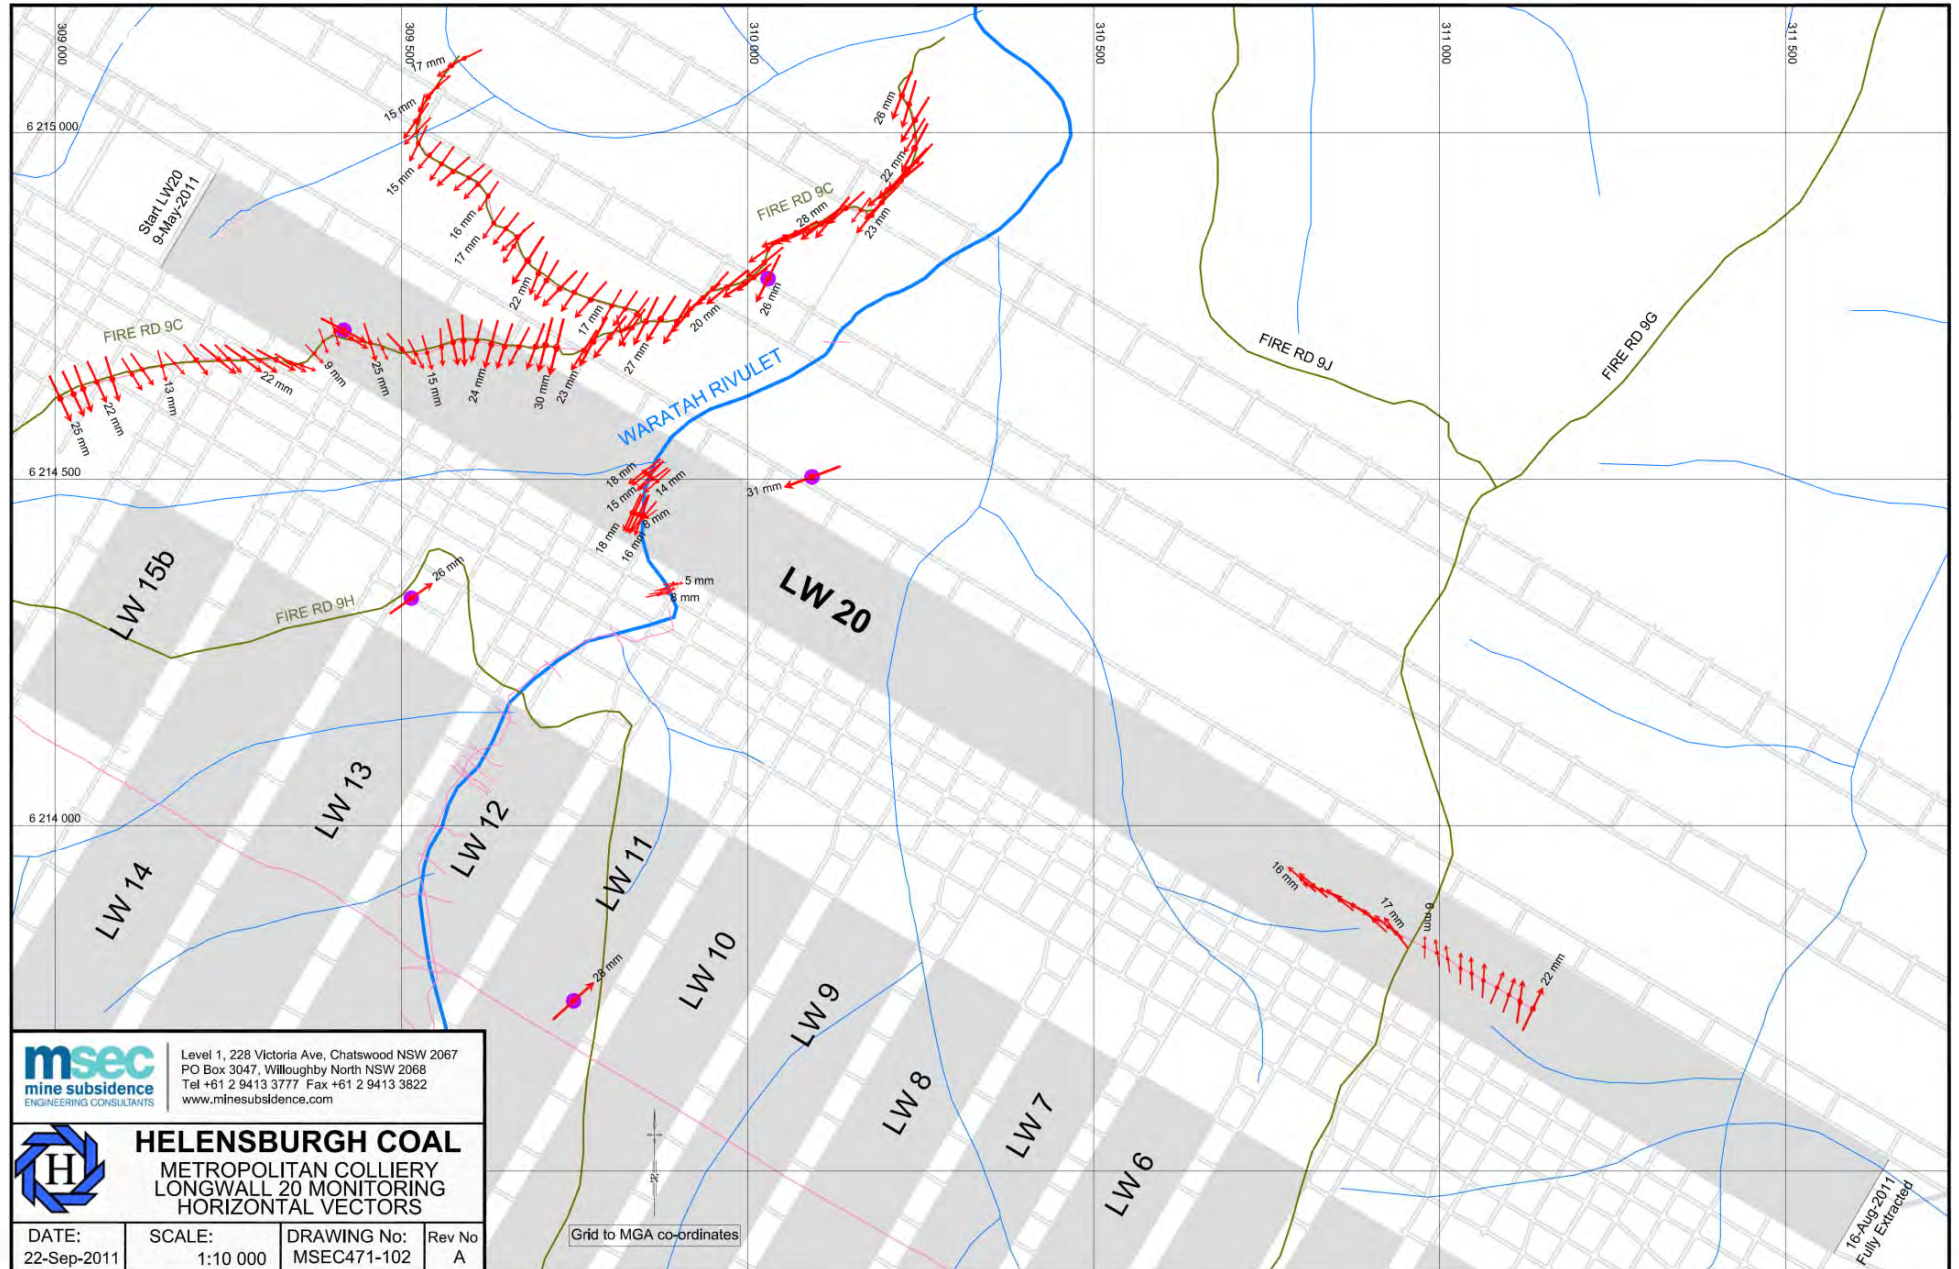 309 000
309 500
310 000
310 500
311 000
311 500
6 215 000
6 214 500
6 214 000
Start LW20
9-May-2011
17 mm
15 mm
15 mm
16 mm
17 mm
22 mm
17 mm
27 mm
20 mm
26 mm
28 mm
23 mm
22 mm
26 mm
FIRE RD 9C
FIRE RD 9C
25 mm
22 mm
13 mm
22 mm
9 mm
25 mm
15 mm
24 mm
30 mm
23 mm
WARATAH RIVULET
18 mm
15 mm
14 mm
18 mm
16 mm
8 mm
5 mm
8 mm
31 mm
26 mm
FIRE RD 9H
FIRE RD 9J
FIRE RD 9G
LW 20
LW 15b
LW 14
LW 13
LW 12
LW 11
LW 10
LW 9
LW 8
LW 7
LW 6
28 mm
16 mm
17 mm
6 mm
22 mm
16-Aug-2011
Fully Extracted
N
Grid to MGA co-ordinates
msec
mine subsidence
ENGINEERING CONSULTANTS
Level 1, 228 Victoria Ave, Chatswood NSW 2067
PO Box 3047, Willoughby North NSW 2068
Tel +61 2 9413 3777 Fax +61 2 9413 3822
www.minesubsidence.com
H
HELENSBURGH COAL
METROPOLITAN COLLIERY
LONGWALL 20 MONITORING
HORIZONTAL VECTORS
DATE:
22-Sep-2011
SCALE:
1:10 000
DRAWING No:
MSEC471-102
Rev No
A